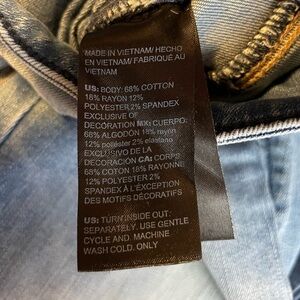 MADE IN VIETNAM/ HECHO
EN VIETNAM/ FABRIQUÉ AU
VIETNAM
US: BODY: 68% COTTON
18% RAYON 12%
POLYESTER 2% SPANDEX
EXCLUSIVE OF
DECORATION MX: CUERPO:
68% ALGODÓN 18% rayón
12% poliéster 2% elastano
EXCLUSIVO DE LA
DECORACIÓN CA: CORPS:
68% COTON 18% RAYON
12% POLYESTER 2%
SPANDEX À L'EXCEPTION
DES MOTIFS DÉCORATIFS
US: TURN INSIDE OUT.
SEPARATELY. USE GENTLE
CYCLE AND. MACHINE
WASH COLD. ONLY